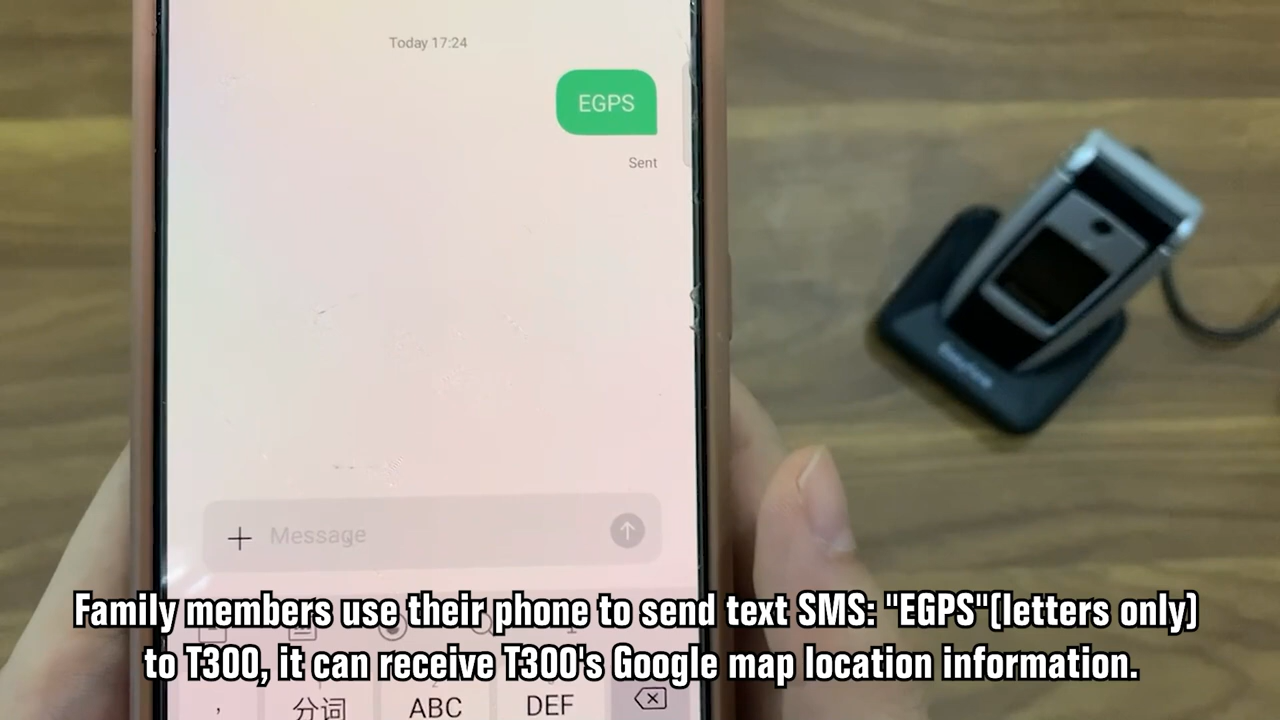 Today 17:24
EGPS
Sent
Message
Family members use their phone to send text SMS: "EGPS"(letters only)
to T300, it can receive T300's Google map location information.
, 分词 ABC DEF